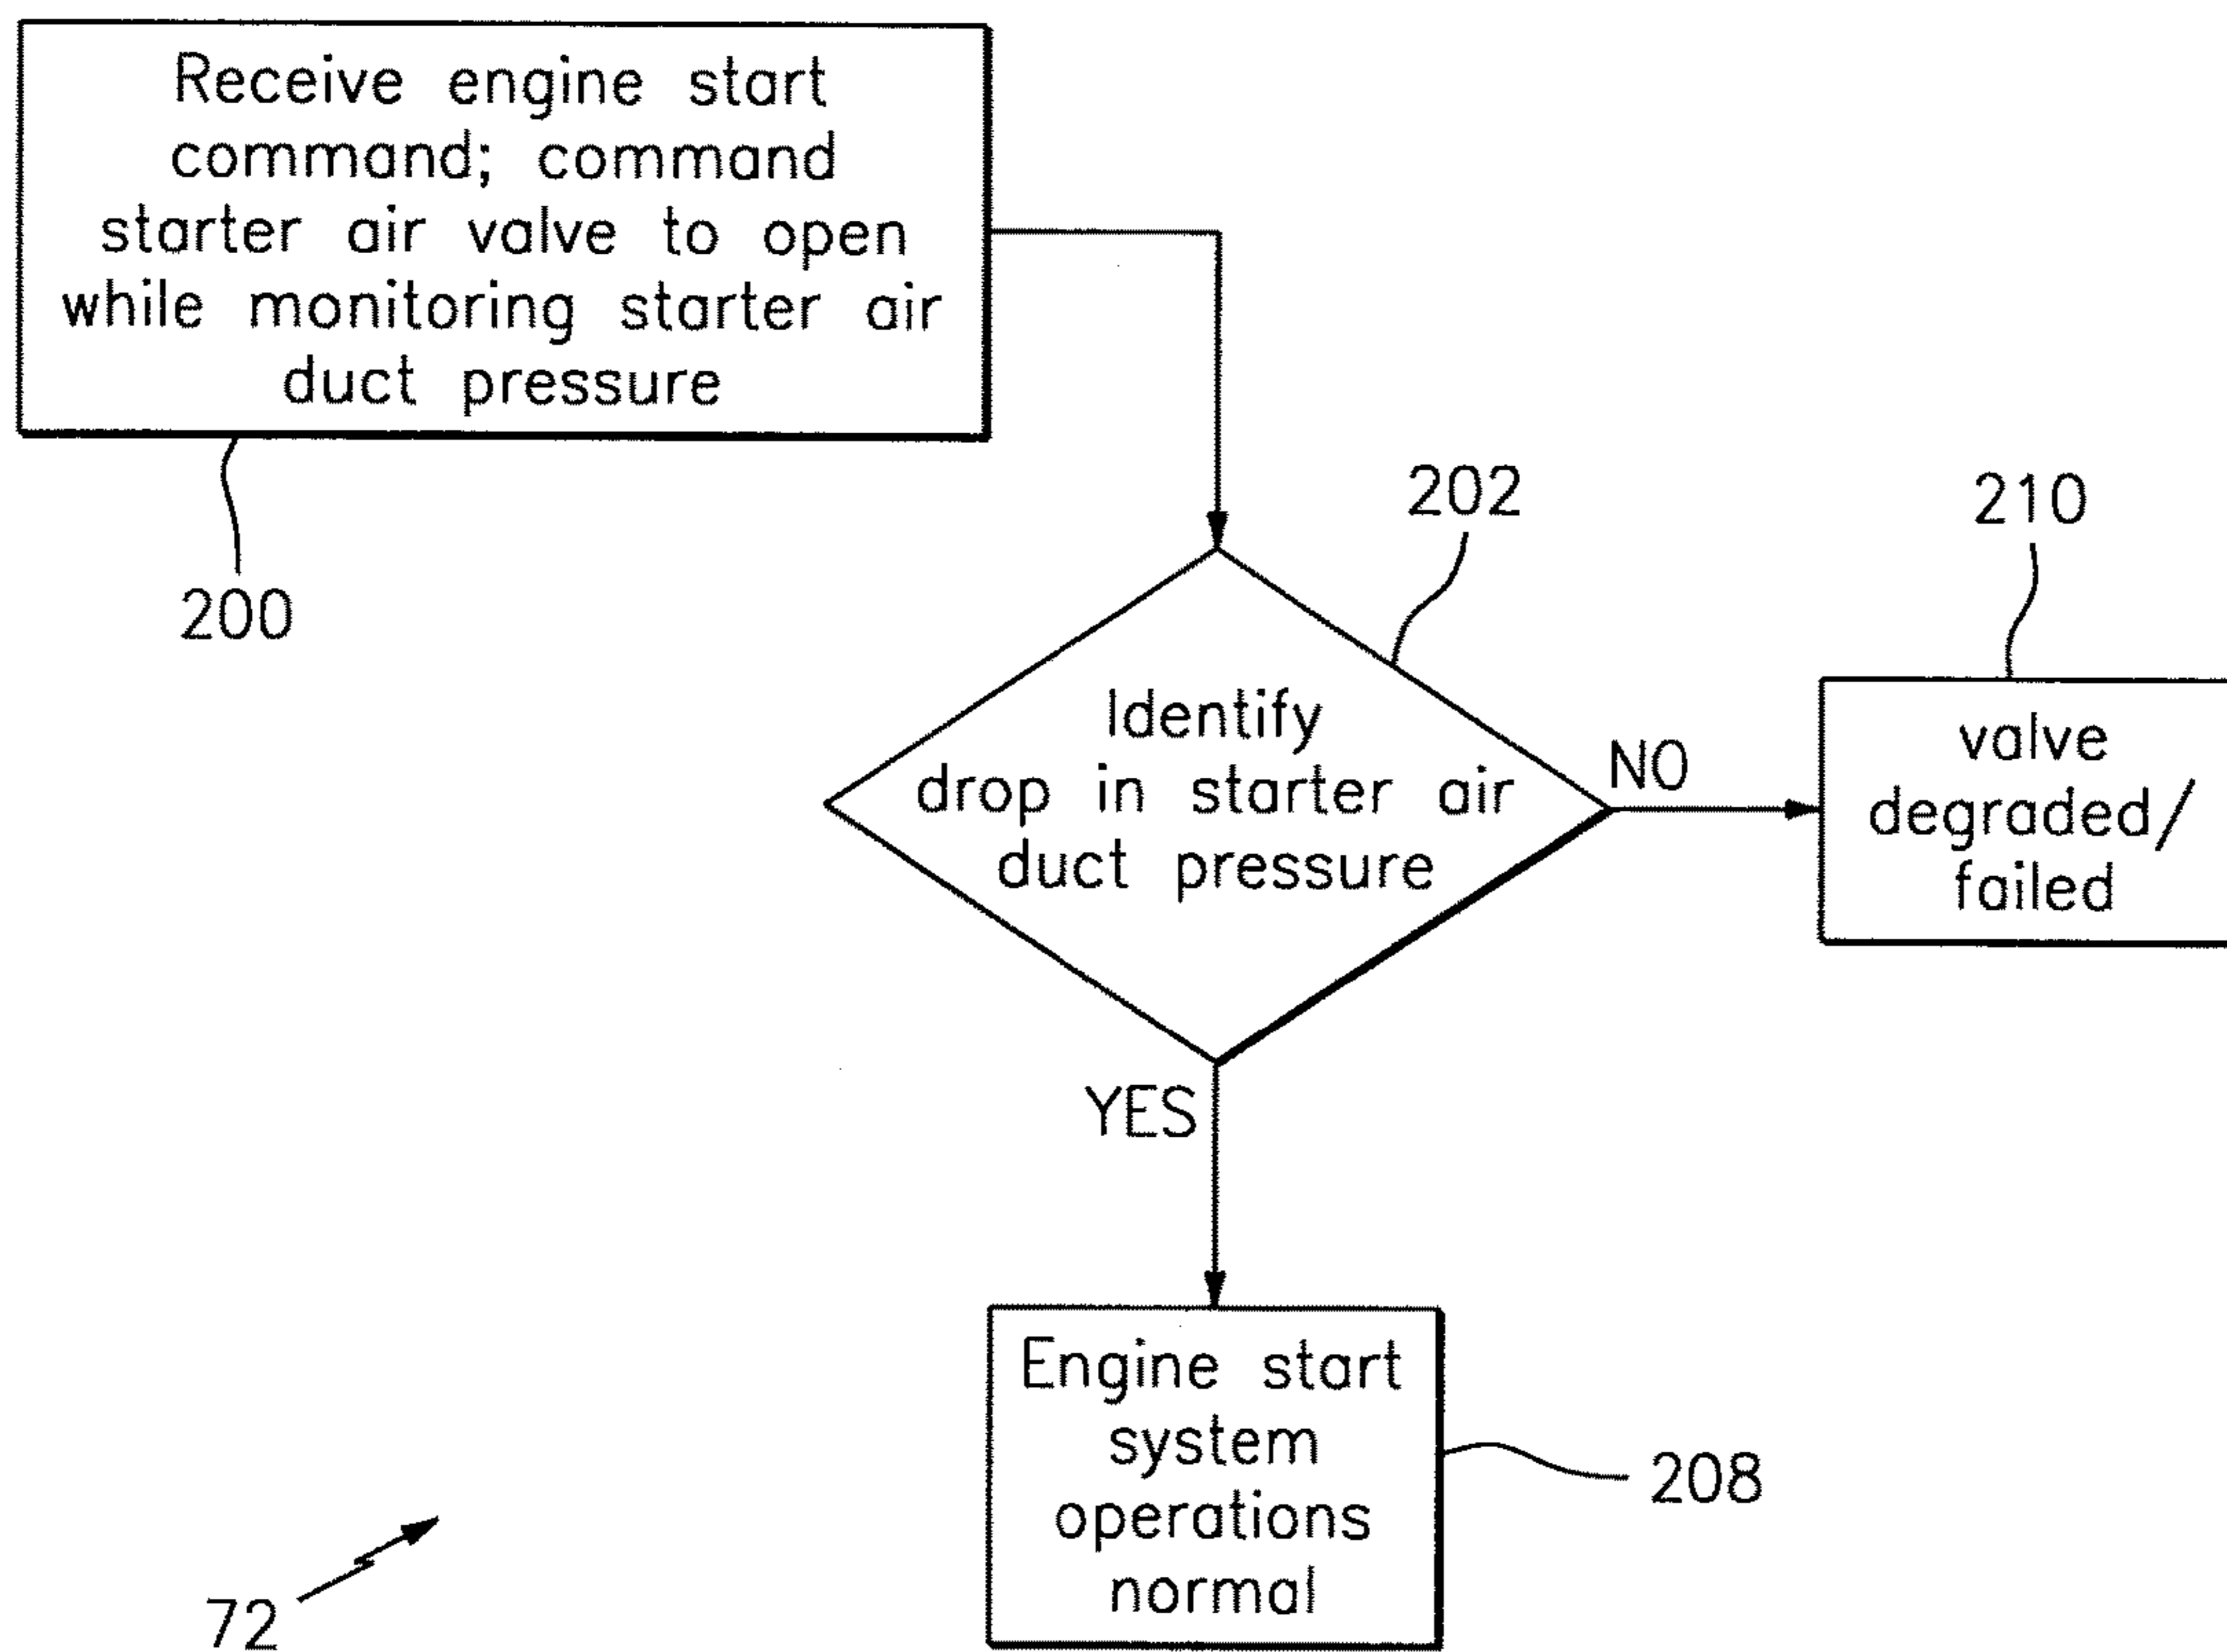 Receive engine start
command; command
starter air valve to open
while monitoring starter air
duct pressure
200
202
210
Identify
drop in starter air
duct pressure
NO
valve
degraded/
failed
YES
Engine start
system
operations
normal
208
72